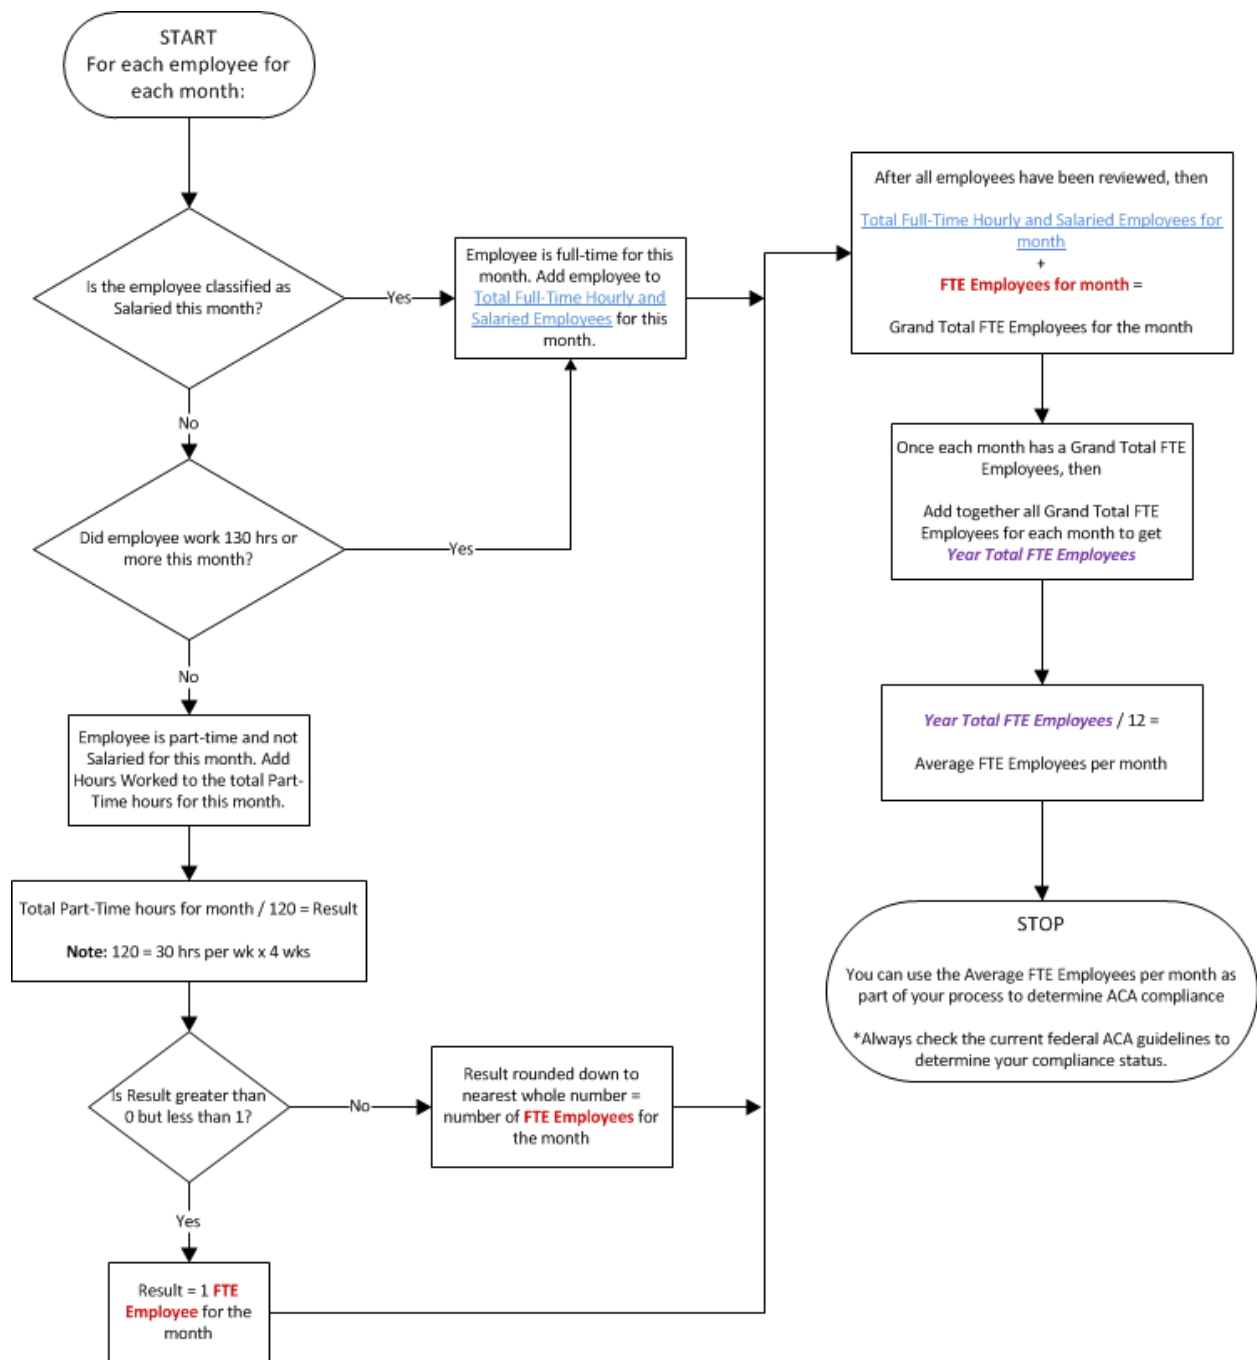 START
For each employee for
each month:
Is the employee classified as
Salaried this month?
Yes
Employee is full-time for this
month. Add employee to
Total Full-Time Hourly and
Salaried Employees for this
month.
No
Did employee work 130 hrs or
more this month?
Yes
No
Employee is part-time and not
Salaried for this month. Add
Hours Worked to the total Part-
Time hours for this month.
Total Part-Time hours for month / 120 = Result
Note: 120 = 30 hrs per wk x 4 wks
Is Result greater than
0 but less than 1?
No
Result rounded down to
nearest whole number =
number of FTE Employees for
the month
Yes
Result = 1 FTE
Employee for the
month
After all employees have been reviewed, then
Total Full-Time Hourly and Salaried Employees for
month
+
FTE Employees for month =
Grand Total FTE Employees for the month
Once each month has a Grand Total FTE
Employees, then
Add together all Grand Total FTE
Employees for each month to get
Year Total FTE Employees
Year Total FTE Employees / 12 =
Average FTE Employees per month
STOP
You can use the Average FTE Employees per month as
part of your process to determine ACA compliance
*Always check the current federal ACA guidelines to
determine your compliance status.